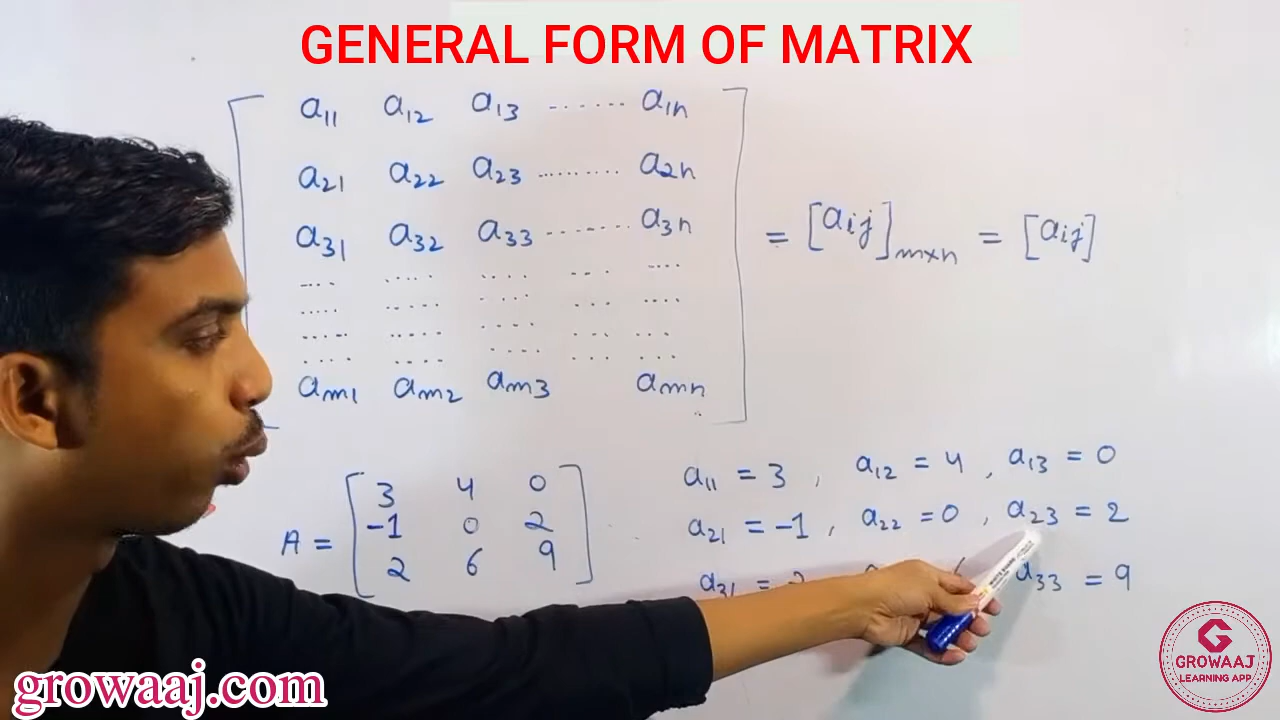 GENERAL FORM OF MATRIX
a11 a12 a13 ....... a1n
a21 a22 a23 .......... a2n
a31 a32 a33 ......... a3n
= [aij]m×n = [aij]
am1 am2 am3 amn
A = [3 4 0
-1 0 2
2 6 9]
a11 = 3 , a12 = 4 , a13 = 0
a21 = -1 , a22 = 0 , a23 = 2
a31 = a33 = 9
growaaj.com
G
GROWAAJ
LEARNING APP